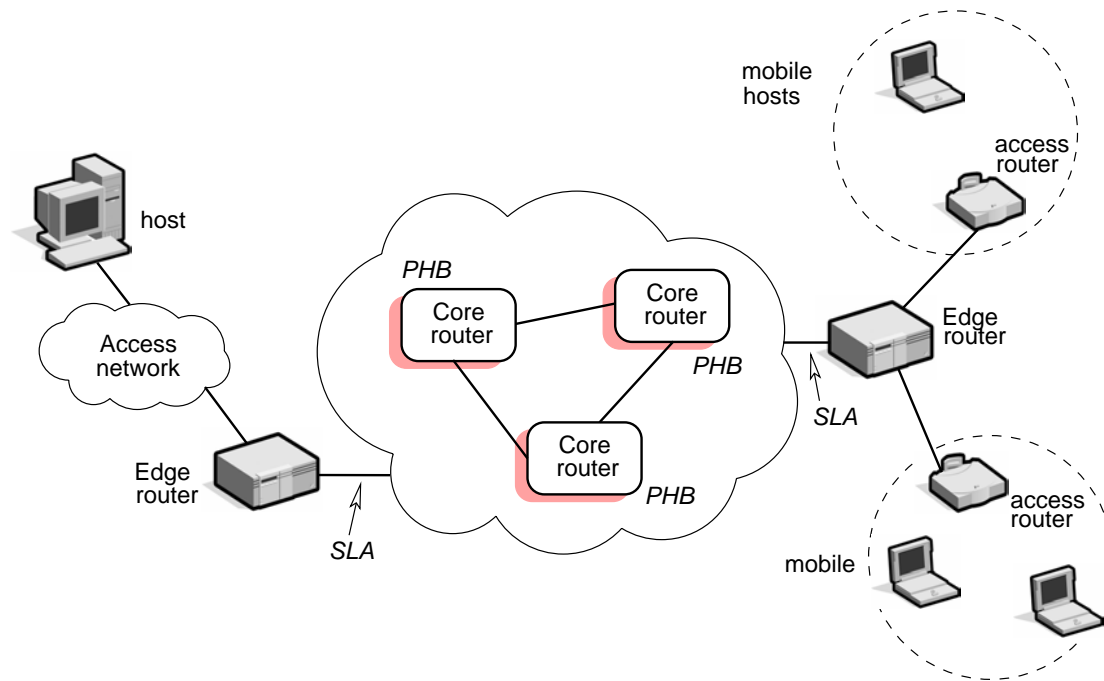 mobile
hosts
access
router
host
PHB
Core
router
Core
router
PHB
Edge
router
Access
network
SLA
Core
router
PHB
Edge
router
SLA
access
router
mobile